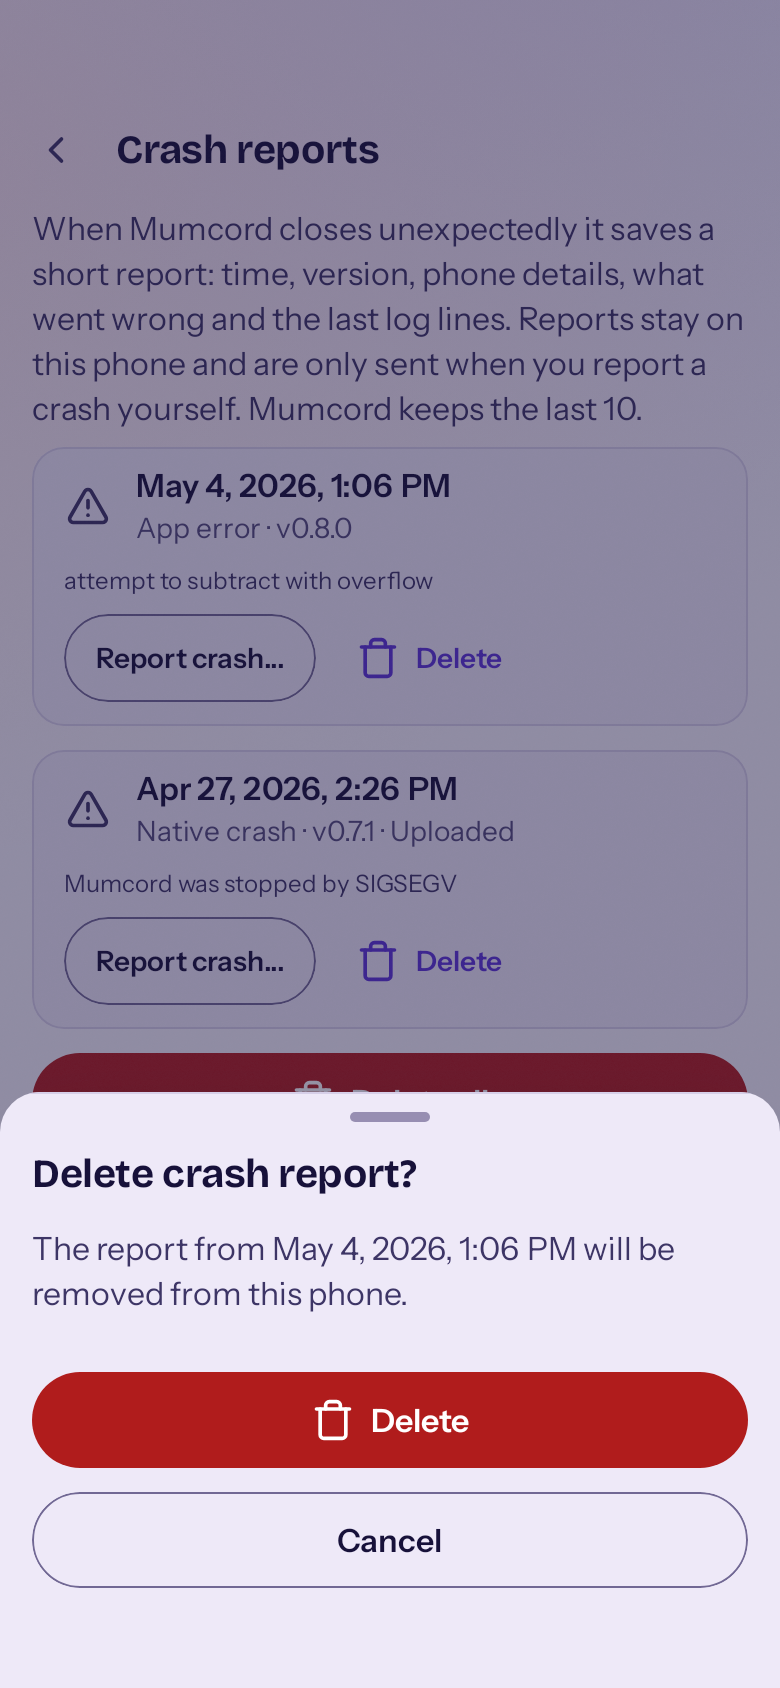 Crash reports
When Mumcord closes unexpectedly it saves a
short report: time, version, phone details, what
went wrong and the last log lines. Reports stay on
this phone and are only sent when you report a
crash yourself. Mumcord keeps the last 10.
May 4, 2026, 1:06 PM
App error · v0.8.0
attempt to subtract with overflow
Report crash...
Delete
Apr 27, 2026, 2:26 PM
Native crash · v0.7.1 · Uploaded
Mumcord was stopped by SIGSEGV
Report crash...
Delete
Delete crash report?
The report from May 4, 2026, 1:06 PM will be
removed from this phone.
Delete
Cancel